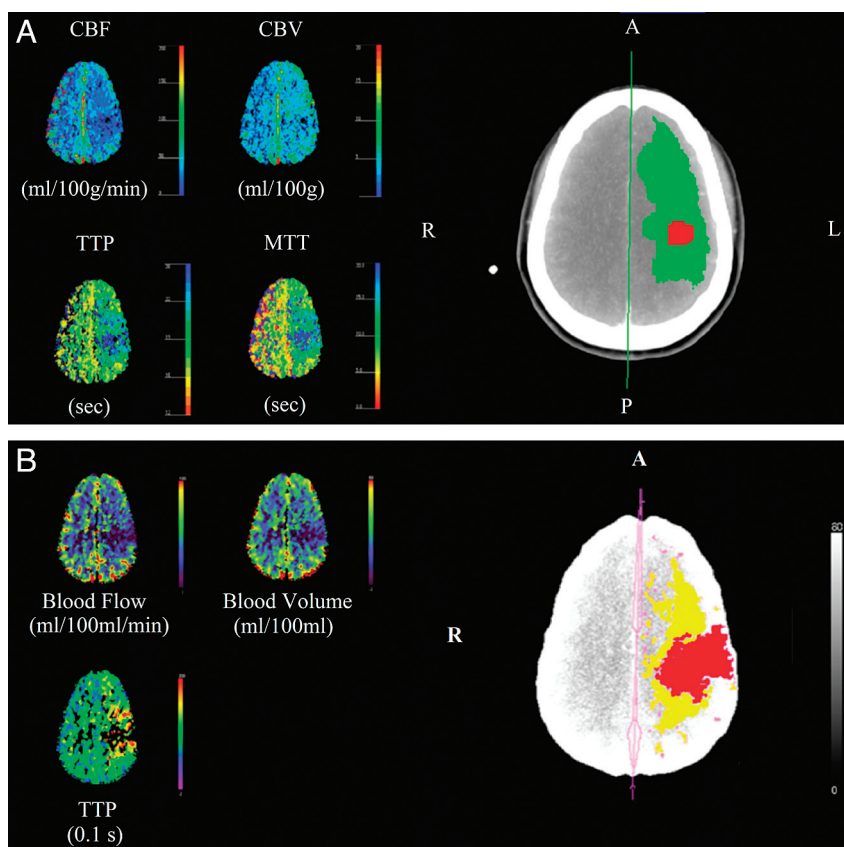 A
CBF
CBV
A
(ml/100g/min)
(ml/100g)
TTP
MTT
R
L
(sec)
(sec)
P
B
A
80
Blood Flow
(ml/100ml/min)
Blood Volume
(ml/100ml)
R
TTP
(0.1 s)
0